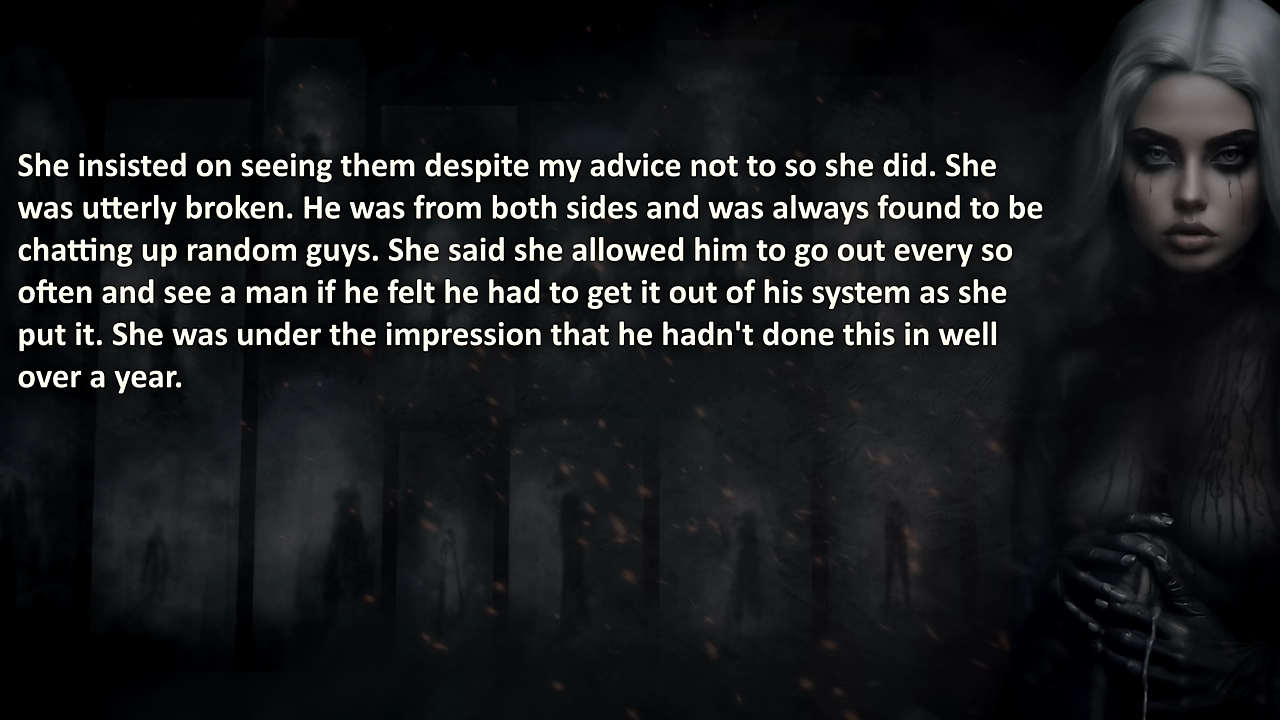 She insisted on seeing them despite my advice not to so she did. She
was utterly broken. He was from both sides and was always found to be
chatting up random guys. She said she allowed him to go out every so
often and see a man if he felt he had to get it out of his system as she
put it. She was under the impression that he hadn't done this in well
over a year.